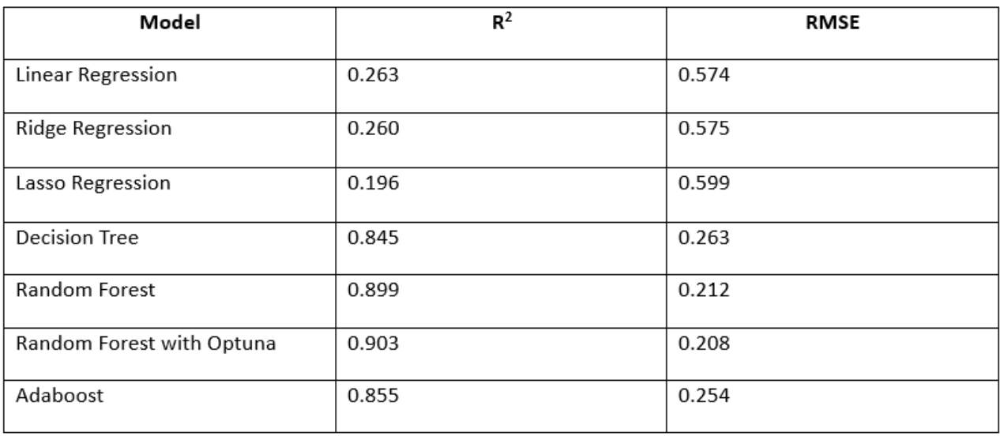 Model R² RMSE
Linear Regression 0.263 0.574
Ridge Regression 0.260 0.575
Lasso Regression 0.196 0.599
Decision Tree 0.845 0.263
Random Forest 0.899 0.212
Random Forest with Optuna 0.903 0.208
Adaboost 0.855 0.254